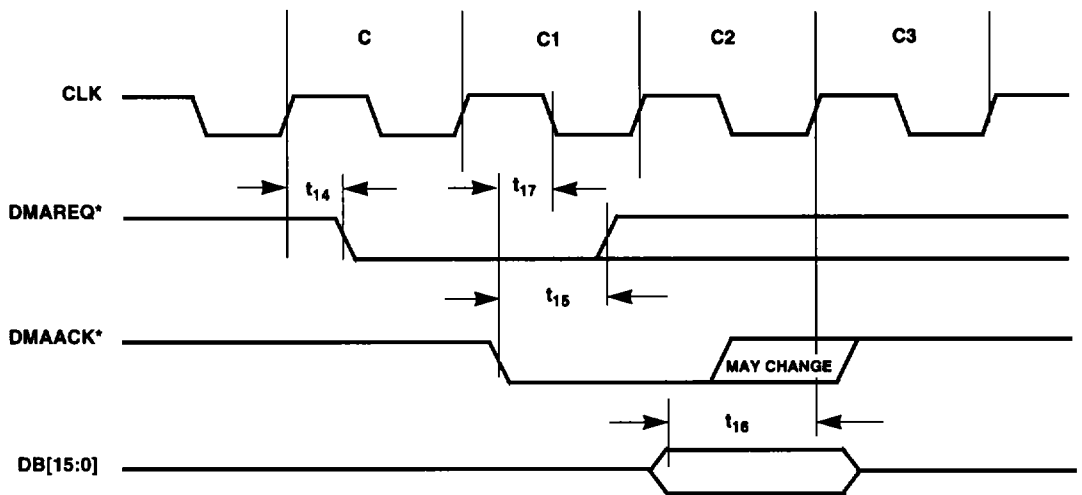 C C1 C2 C3
CLK
t14 t17
DMAREQ*
t15
DMAACK*
MAY CHANGE
t16
DB[15:0]